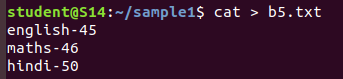 student@S14:~/sample1$ cat > b5.txt
english-45
maths-46
hindi-50